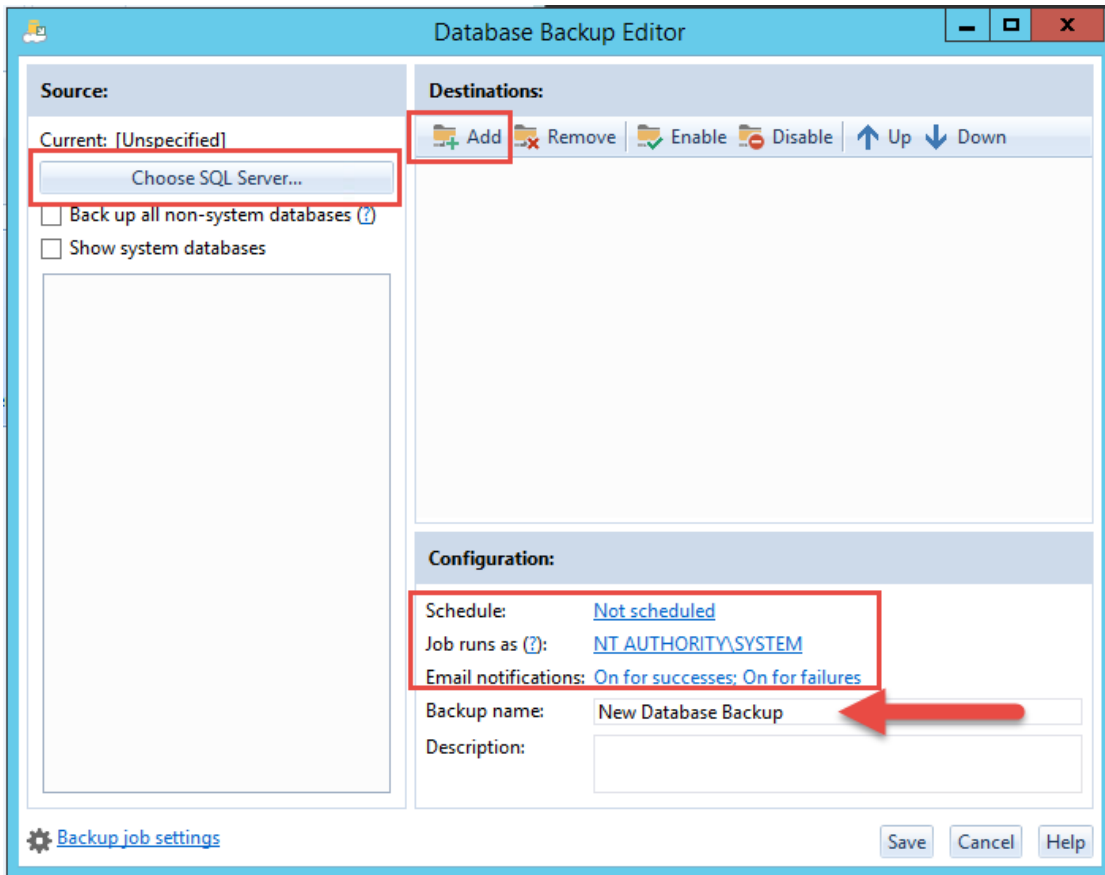 Database Backup Editor
Source:
Current: [Unspecified]
Choose SQL Server...
Back up all non-system databases (?)
Show system databases
Destinations:
Add Remove Enable Disable Up Down
Configuration:
Schedule: Not scheduled
Job runs as (?): NT AUTHORITY\SYSTEM
Email notifications: On for successes; On for failures
Backup name: New Database Backup
Description:
Backup job settings
Save Cancel Help